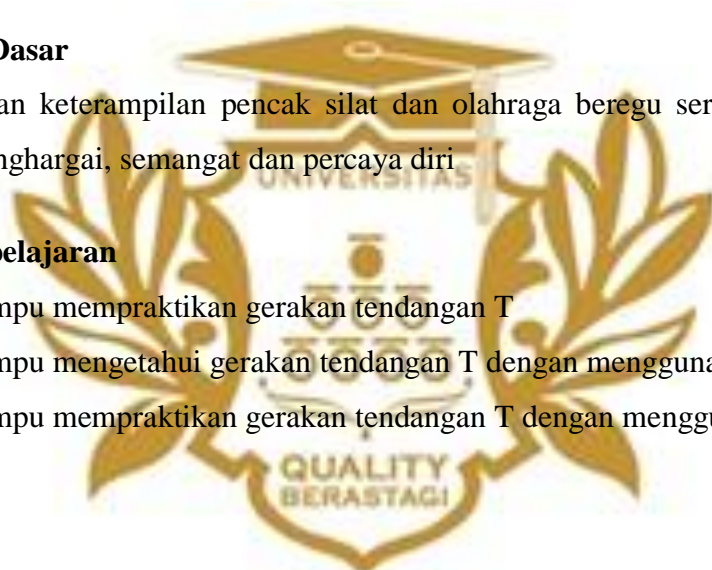 Dasar
an keterampilan pencak silat dan olahraga beregu ser
nghargai, semangat dan percaya diri
UNIVERSITAS
pelajaran
mpu mempraktikan gerakan tendangan T
mpu mengetahui gerakan tendangan T dengan mengguna
mpu mempraktikan gerakan tendangan T dengan menggu
QUALITY
BERASTAGI